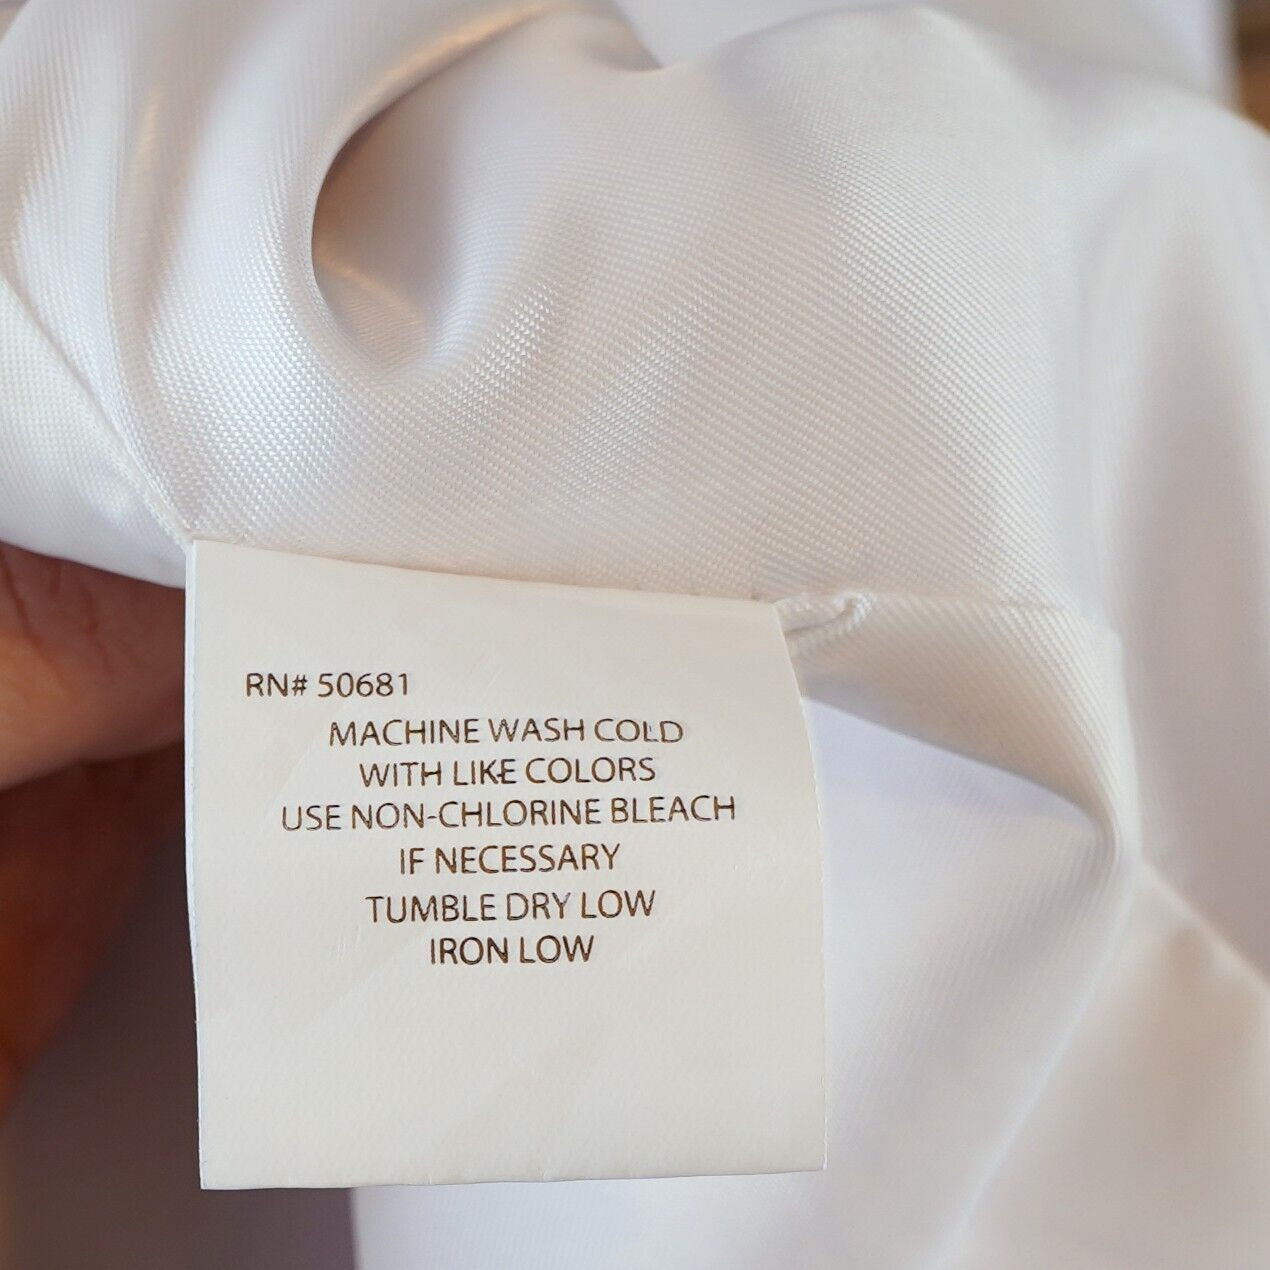 RN# 50681
MACHINE WASH COLD
WITH LIKE COLORS
USE NON-CHLORINE BLEACH
IF NECESSARY
TUMBLE DRY LOW
IRON LOW